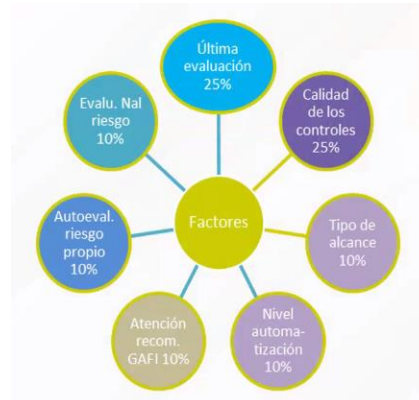 Última
evaluación
25%
Calidad
de los
controles
25%
Tipo de
alcance
10%
Nivel
automa-
tización
10%
Atención
recom.
GAFI 10%
Autoeval.
riesgo
propio
10%
Evalu. Nal
riesgo
10%
Factores